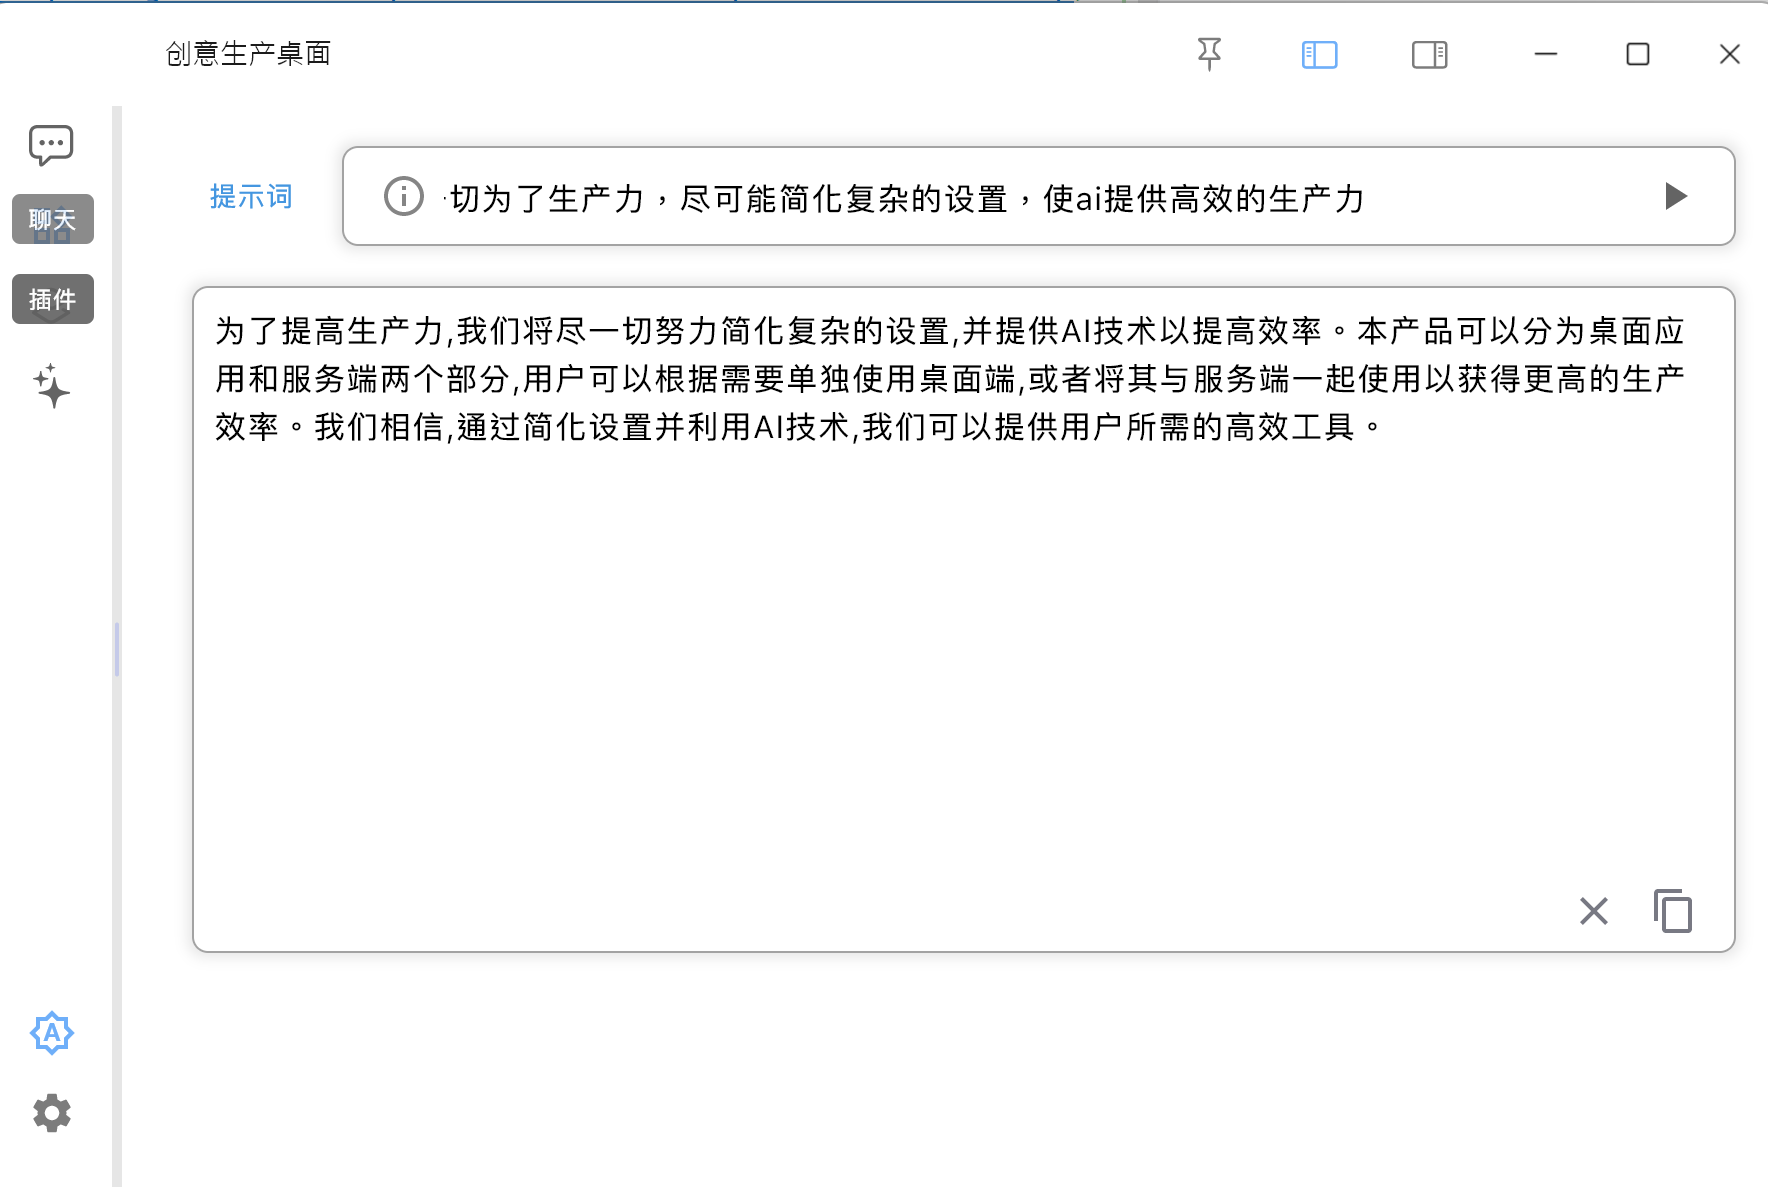 创意生产桌面
聊天
插件
提示词
切为了生产力，尽可能简化复杂的设置，使ai提供高效的生产力
为了提高生产力,我们将尽一切努力简化复杂的设置,并提供AI技术以提高效率。本产品可以分为桌面应
用和服务端两个部分,用户可以根据需要单独使用桌面端,或者将其与服务端一起使用以获得更高的生产
效率。我们相信,通过简化设置并利用AI技术,我们可以提供用户所需的高效工具。
A